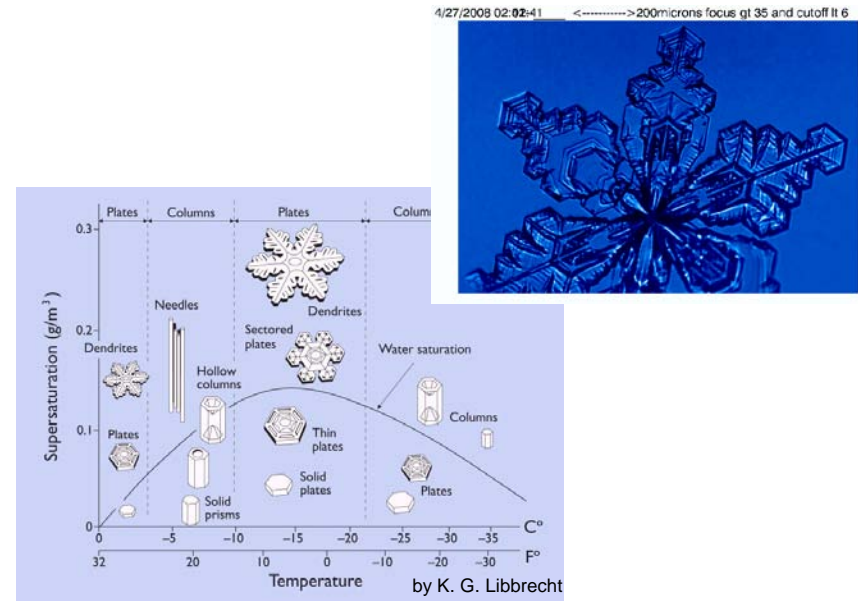 4/27/2008 02: :41 <----------->200microns focus gt 35 and cutoff lt 6
Plates Columns Plates
0.3
Needles
Dendrites
0.2
Sectored
plates
Water saturation
Dendrites
Hollow
columns
Columns
0.1
Plates
Thin
plates
Solid
plates
Plates
Solid
prisms
0
Supersaturation (g/m³)
0 −5 −10 −15 −20 −25 −30 −35 C°
32 20 10 0 −10 −20 −30 F°
Temperature
by K. G. Libbrecht